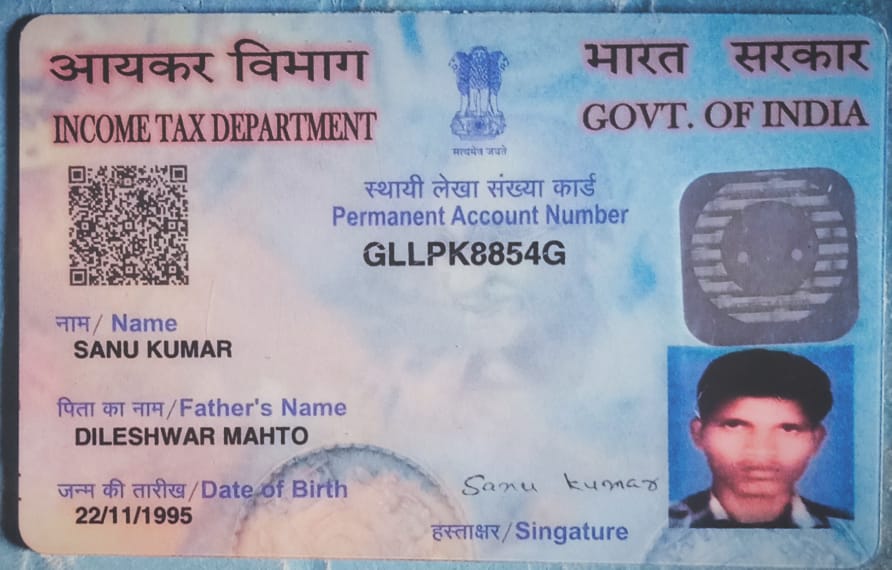 आयकर विभाग
INCOME TAX DEPARTMENT
सत्यमेव जयते
भारत सरकार
GOVT. OF INDIA
स्थायी लेखा संख्या कार्ड
Permanent Account Number
GLLPK8854G
नाम/ Name
SANU KUMAR
पिता का नाम/Father's Name
DILESHWAR MAHTO
जन्म की तारीख/Date of Birth
22/11/1995
Sanu kumar
हस्ताक्षर/Singature